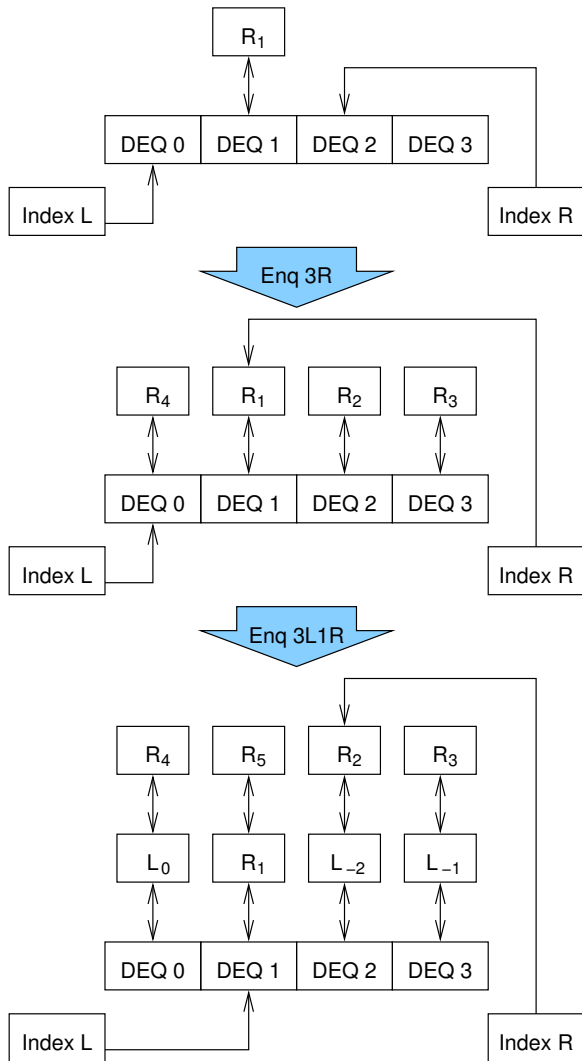 R1
DEQ 0 DEQ 1 DEQ 2 DEQ 3
Index L Index R
Enq 3R
R4 R1 R2 R3
DEQ 0 DEQ 1 DEQ 2 DEQ 3
Index L Index R
Enq 3L1R
R4 R5 R2 R3
L0 R1 L−2 L−1
DEQ 0 DEQ 1 DEQ 2 DEQ 3
Index L Index R